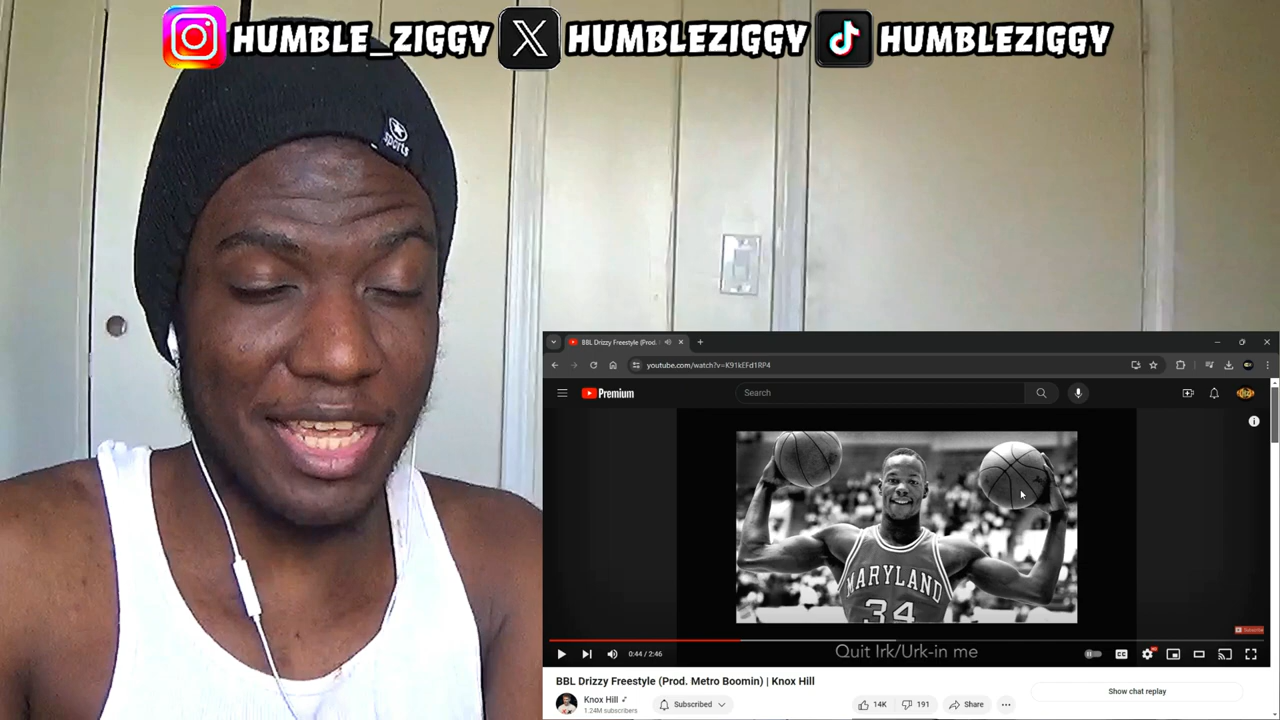 HUMBLE_ZIGGY HUMBLEZIGGY HUMBLEZIGGY
sports
BBL Drizzy Freestyle (Prod.
youtube.com/watch?v=K91kEFd1RP4
Premium
Search
MARYLAND
34
Subscribe
Quit Irk/Urk-in me
0:44 / 2:46
CC
BBL Drizzy Freestyle (Prod. Metro Boomin) | Knox Hill
Knox Hill
1.24M subscribers
Subscribed
14K
191
Share
Show chat replay